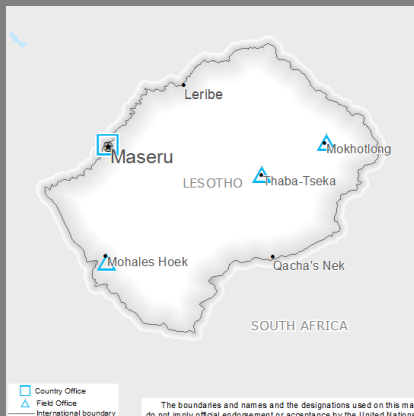 Leribe
Maseru
Mokhotlong
LESOTHO
Thaba-Tseka
Mohales Hoek
Qacha's Nek
SOUTH AFRICA
Country Office
Field Office
International boundary
The boundaries and names and the designations used on this ma
do not imply official endorsement or acceptance by the United Nations